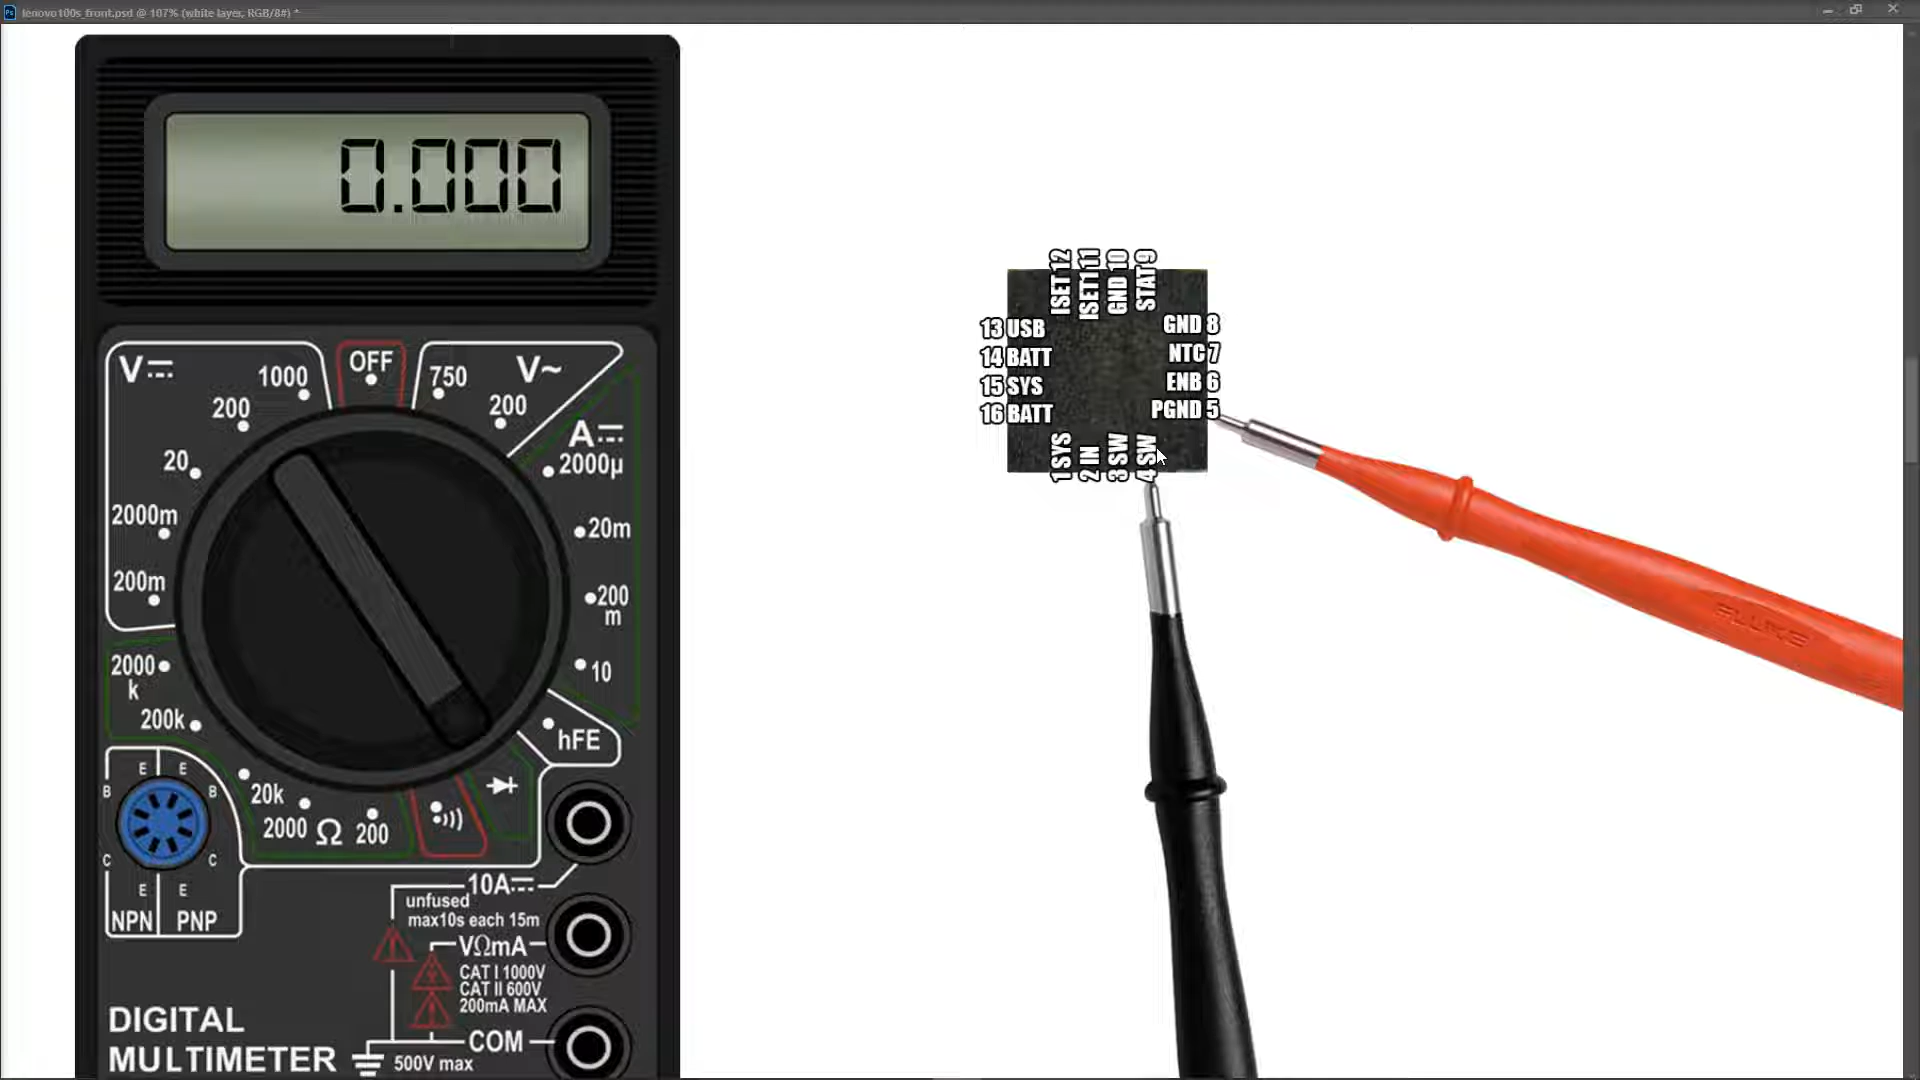 lenovo100s_front.psd @ 107% (white layer, RGB/8#) *
0.000
V
1000
OFF
750
V~
200
200
A
20
2000µ
2000m
20m
200m
200
m
2000
k
10
200k
hFE
20k
2000
Ω
200
E E
B B
C C
E E
NPN PNP
10A
unfused
max10s each 15m
VΩmA
CAT I 1000V
CAT II 600V
200mA MAX
COM
500V max
DIGITAL
MULTIMETER
ISET 12
ISET1 11
GND 10
STAT 9
13 USB
14 BATT
15 SYS
16 BATT
GND 8
NTC 7
ENB 6
PGND 5
1 SYS
2 IN
3 SW
4 SW
FLUKE